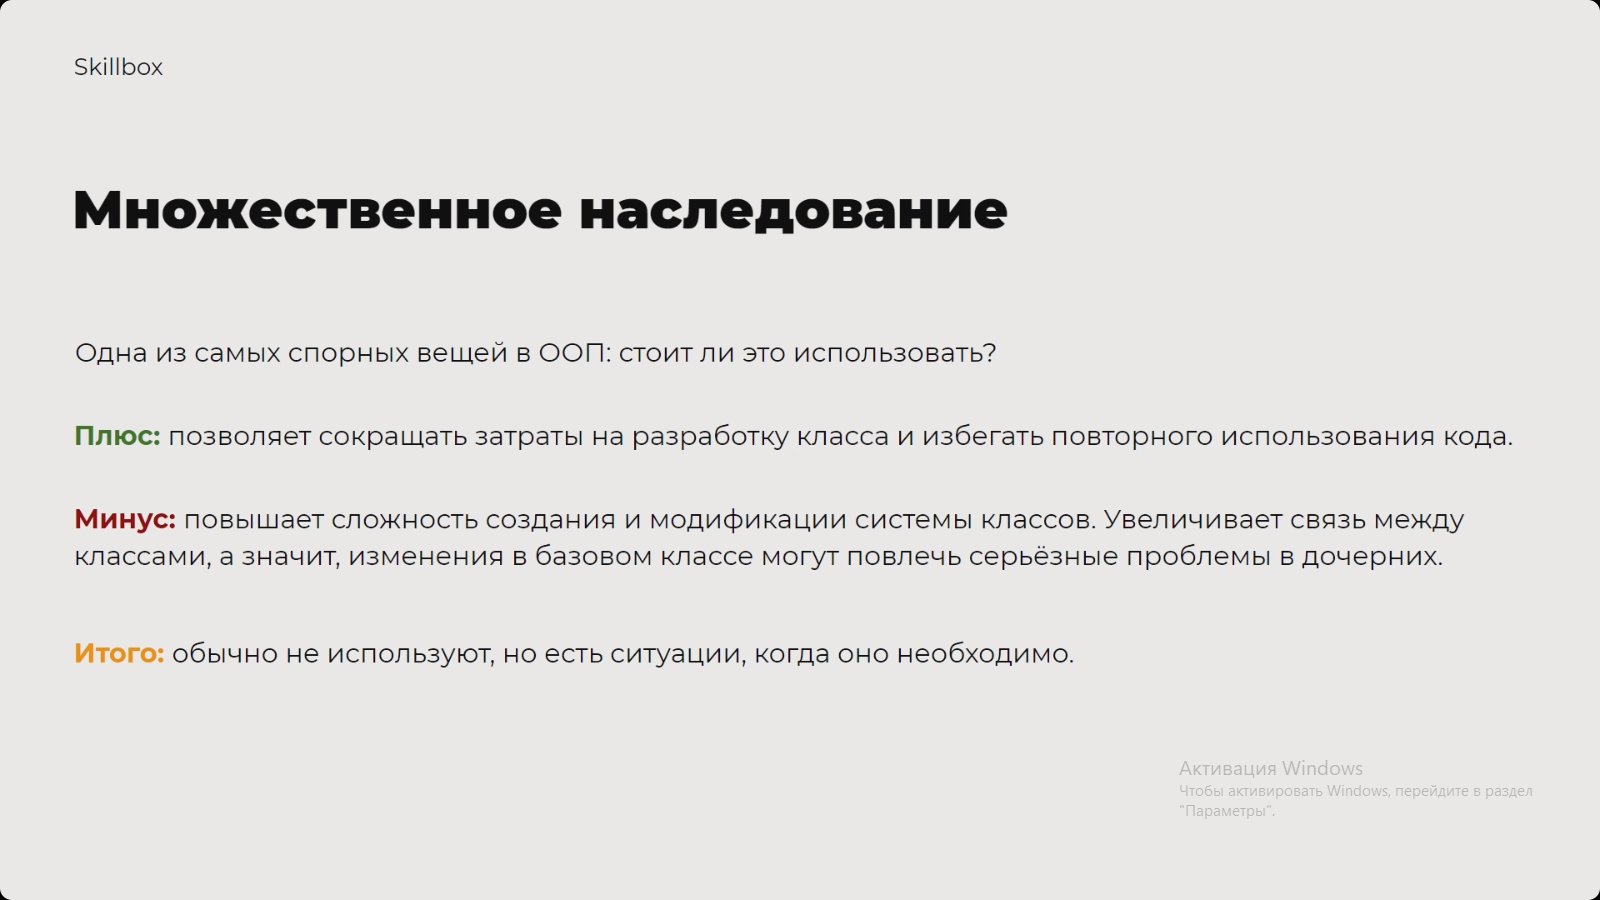 Skillbox
Множественное наследование
Одна из самых спорных вещей в ООП: стоит ли это использовать?
Плюс: позволяет сокращать затраты на разработку класса и избегать повторного использования кода.
Минус: повышает сложность создания и модификации системы классов. Увеличивает связь между
классами, а значит, изменения в базовом классе могут повлечь серьёзные проблемы в дочерних.
Итого: обычно не используют, но есть ситуации, когда оно необходимо.
Активация Windows
Чтобы активировать Windows, перейдите в раздел
"Параметры".